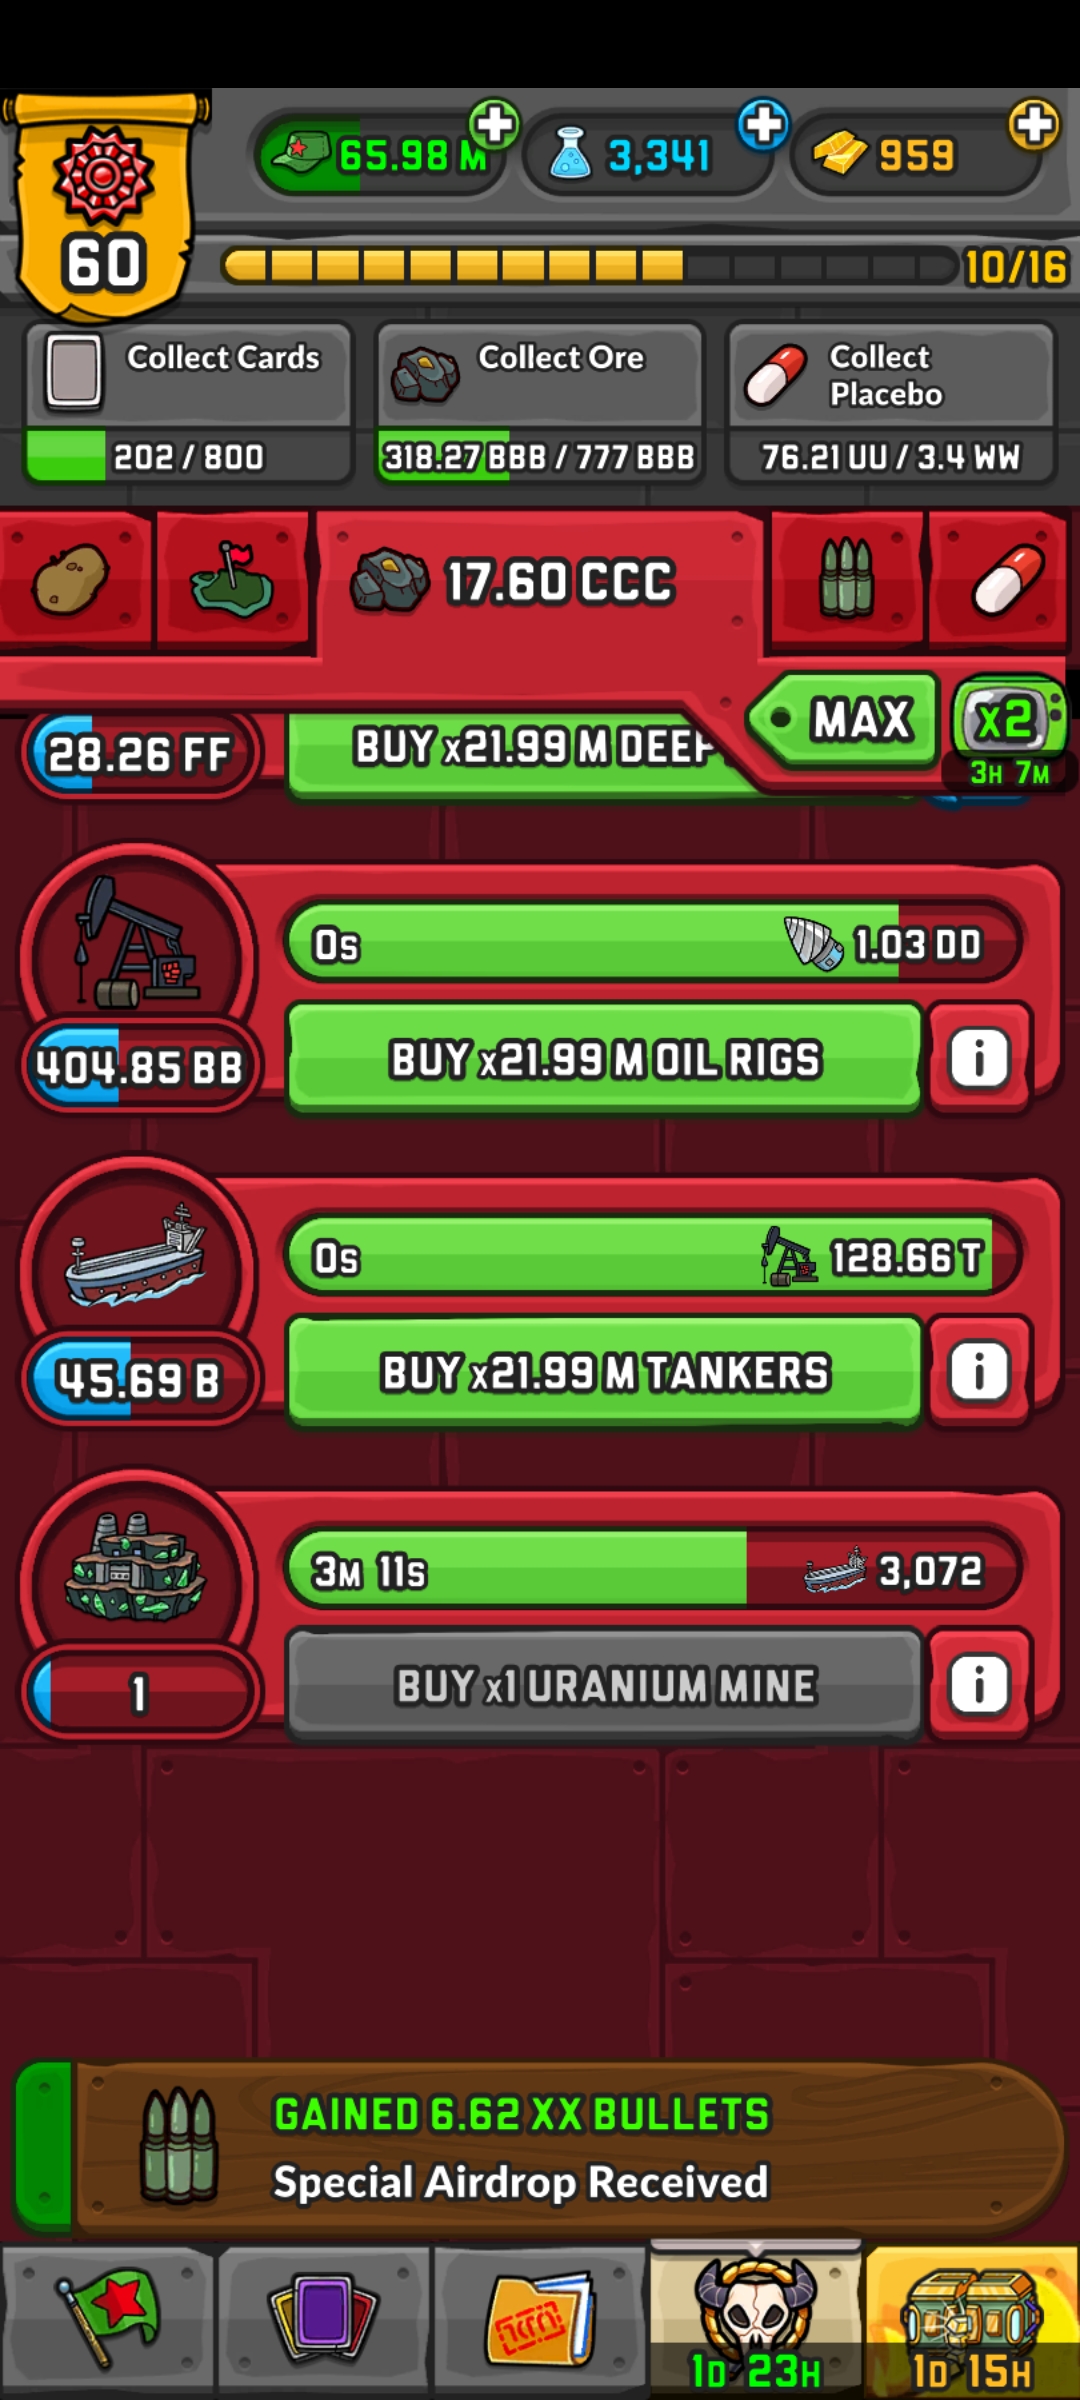 65.98 M
3,341
959
60
10/16
Collect Cards
202 / 800
Collect Ore
318.27 BBB / 777 BBB
Collect
Placebo
76.21 UU / 3.4 WW
17.60 CCC
MAX
x2
3H 7M
28.26 FF
BUY x21.99 M DEEP
0s
1.03 DD
404.85 BB
BUY x21.99 M OIL RIGS
i
0s
128.66 T
45.69 B
BUY x21.99 M TANKERS
i
3M 11s
3,072
1
BUY x1 URANIUM MINE
i
GAINED 6.62 XX BULLETS
Special Airdrop Received
1D 23H
1D 15H